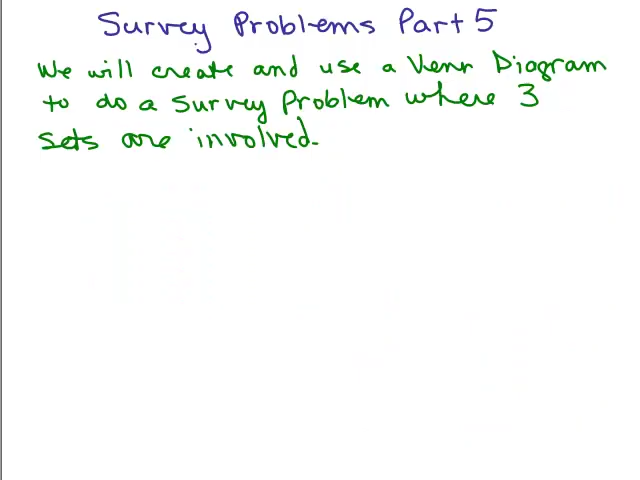 Survey Problems Part 5
We will create and use a Venn Diagram
to do a survey Problem where 3
sets are involved.